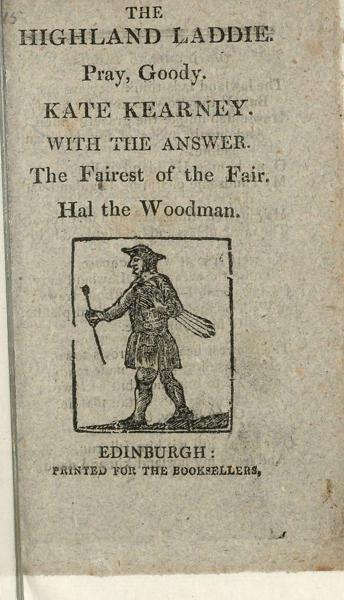 THE
HIGHLAND LADDIE.
Pray, Goody.
KATE KEARNEY.
WITH THE ANSWER.
The Fairest of the Fair.
Hal the Woodman.
EDINBURGH:
PRINTED FOR THE BOOKSELLERS,